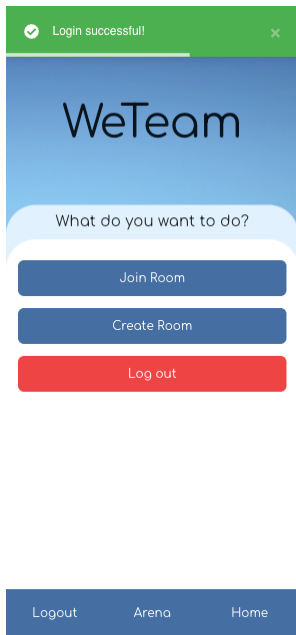 Login successful!
WeTeam
What do you want to do?
Join Room
Create Room
Log out
Logout Arena Home